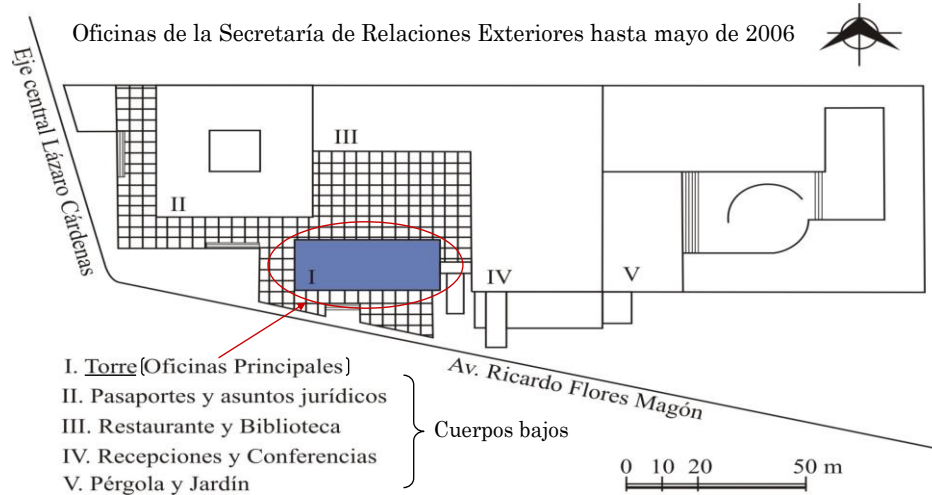 Oficinas de la Secretaría de Relaciones Exteriores hasta mayo de 2006
Eje central Lázaro Cárdenas
III
II
I
IV
V
Av. Ricardo Flores Magón
I. Torre (Oficinas Principales)
II. Pasaportes y asuntos jurídicos
III. Restaurante y Biblioteca
IV. Recepciones y Conferencias
V. Pérgola y Jardín
Cuerpos bajos
0 10 20 50 m